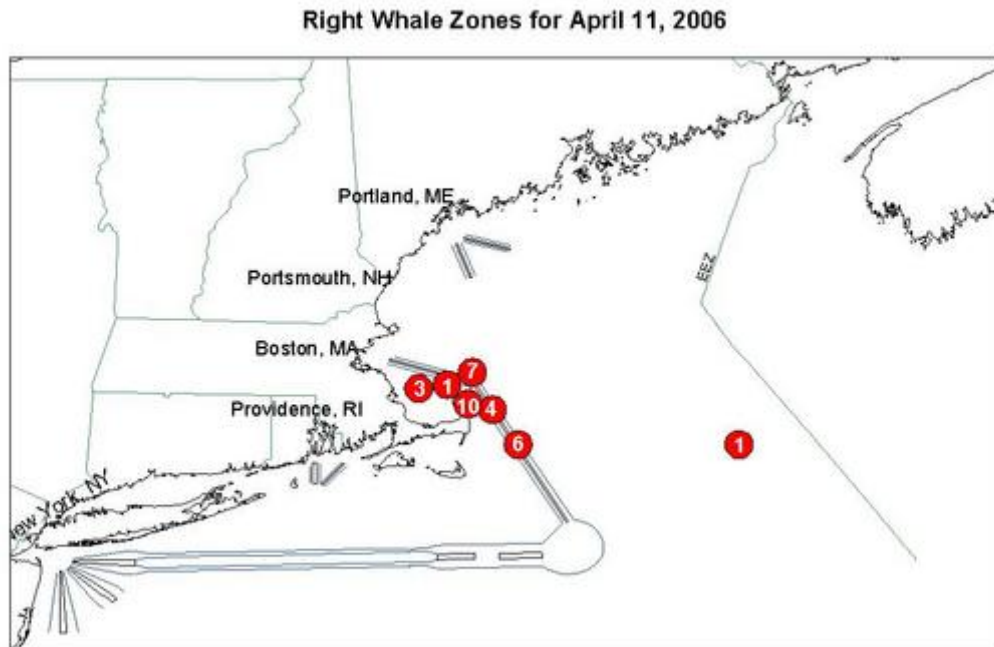 Right Whale Zones for April 11, 2006
Portland, ME
Portsmouth, NH
EEZ
Boston, MA
7
3
1
10
4
Providence, RI
6
1
New York, NY